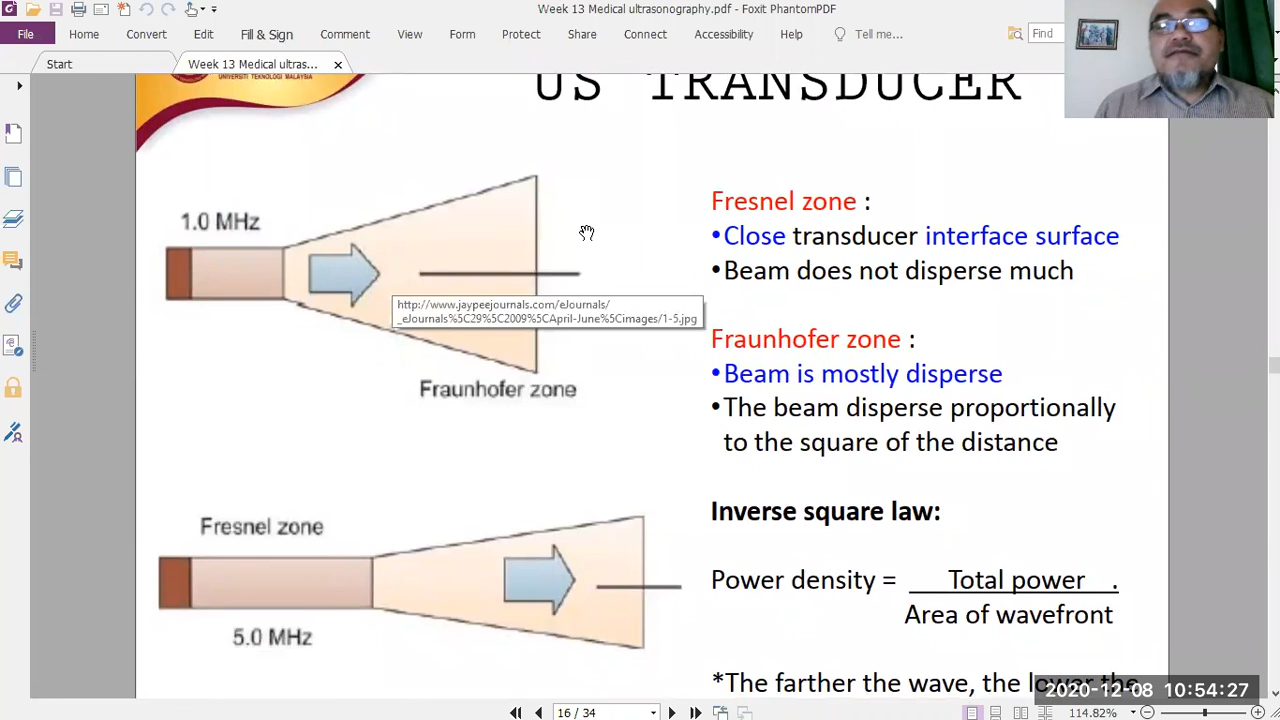 Week 13 Medical ultrasonography.pdf - Foxit PhantomPDF
File Home Convert Edit Fill & Sign Comment View Form Protect Share Accessibility Help Tell me... Find
Start Week 13 Medical ultras...
UNIVERSITI TEKNOLOGI MALAYSIA
US TRANSDUCER
1.0 MHz
http://www.jaypeejournals.com/eJournals/
_eJournals%5C29%5C2009%5CApril-June%5Cimages/1-5.jpg
Fraunhofer zone
Fresnel zone
5.0 MHz
Fresnel zone :
•Close transducer interface surface
•Beam does not disperse much
Fraunhofer zone :
•Beam is mostly disperse
•The beam disperse proportionally
to the square of the distance
Inverse square law:
Power density = Total power .
Area of wavefront
*The farther the wave, the lower the
2020-12-08 10:54:27
16 / 34
114.82%